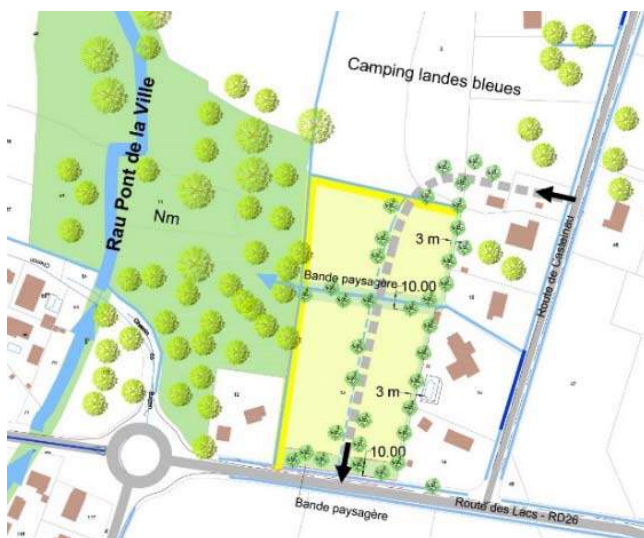 Camping landes bleues
Rau Pont de la Ville
Nm
3 m
Bande paysagère
10.00
Route de Castelnau
3 m
10.00
Bande paysagère
Route des Lacs - RD26